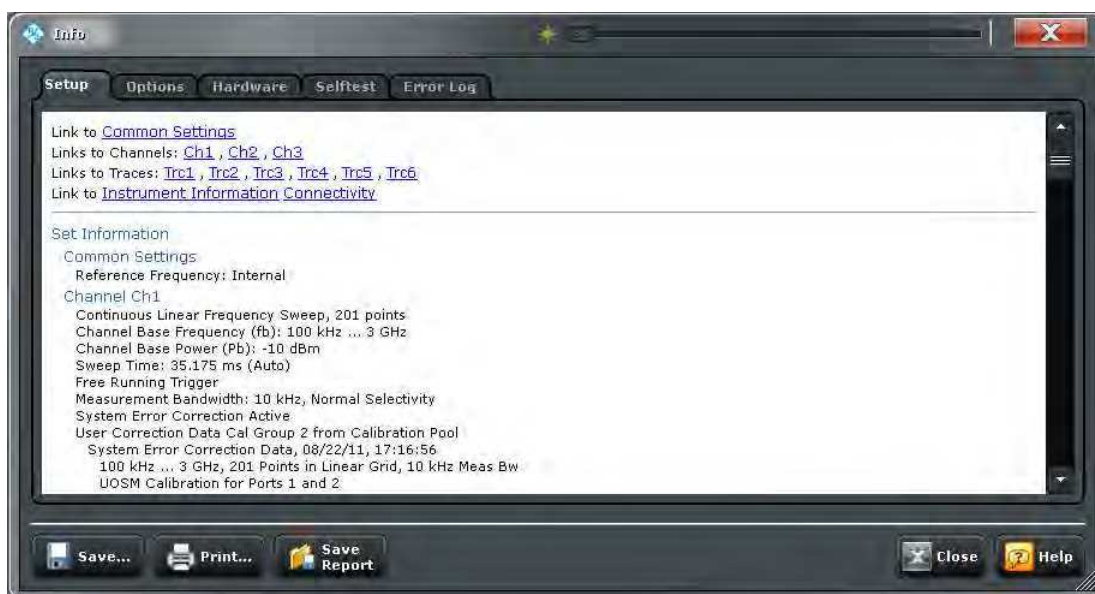 Info
Setup Options Hardware Selftest Error Log
Link to Common Settings
Links to Channels: Ch1 , Ch2 , Ch3
Links to Traces: Trc1 , Trc2 , Trc3 , Trc4 , Trc5 , Trc6
Link to Instrument Information Connectivity
Set Information
Common Settings
Reference Frequency: Internal
Channel Ch1
Continuous Linear Frequency Sweep, 201 points
Channel Base Frequency (fb): 100 kHz ... 3 GHz
Channel Base Power (Pb): -10 dBm
Sweep Time: 35.175 ms (Auto)
Free Running Trigger
Measurement Bandwidth: 10 kHz, Normal Selectivity
System Error Correction Active
User Correction Data Cal Group 2 from Calibration Pool
System Error Correction Data, 08/22/11, 17:16:56
100 kHz ... 3 GHz, 201 Points in Linear Grid, 10 kHz Meas Bw
UOSM Calibration for Ports 1 and 2
Save... Print... Save Report Close Help